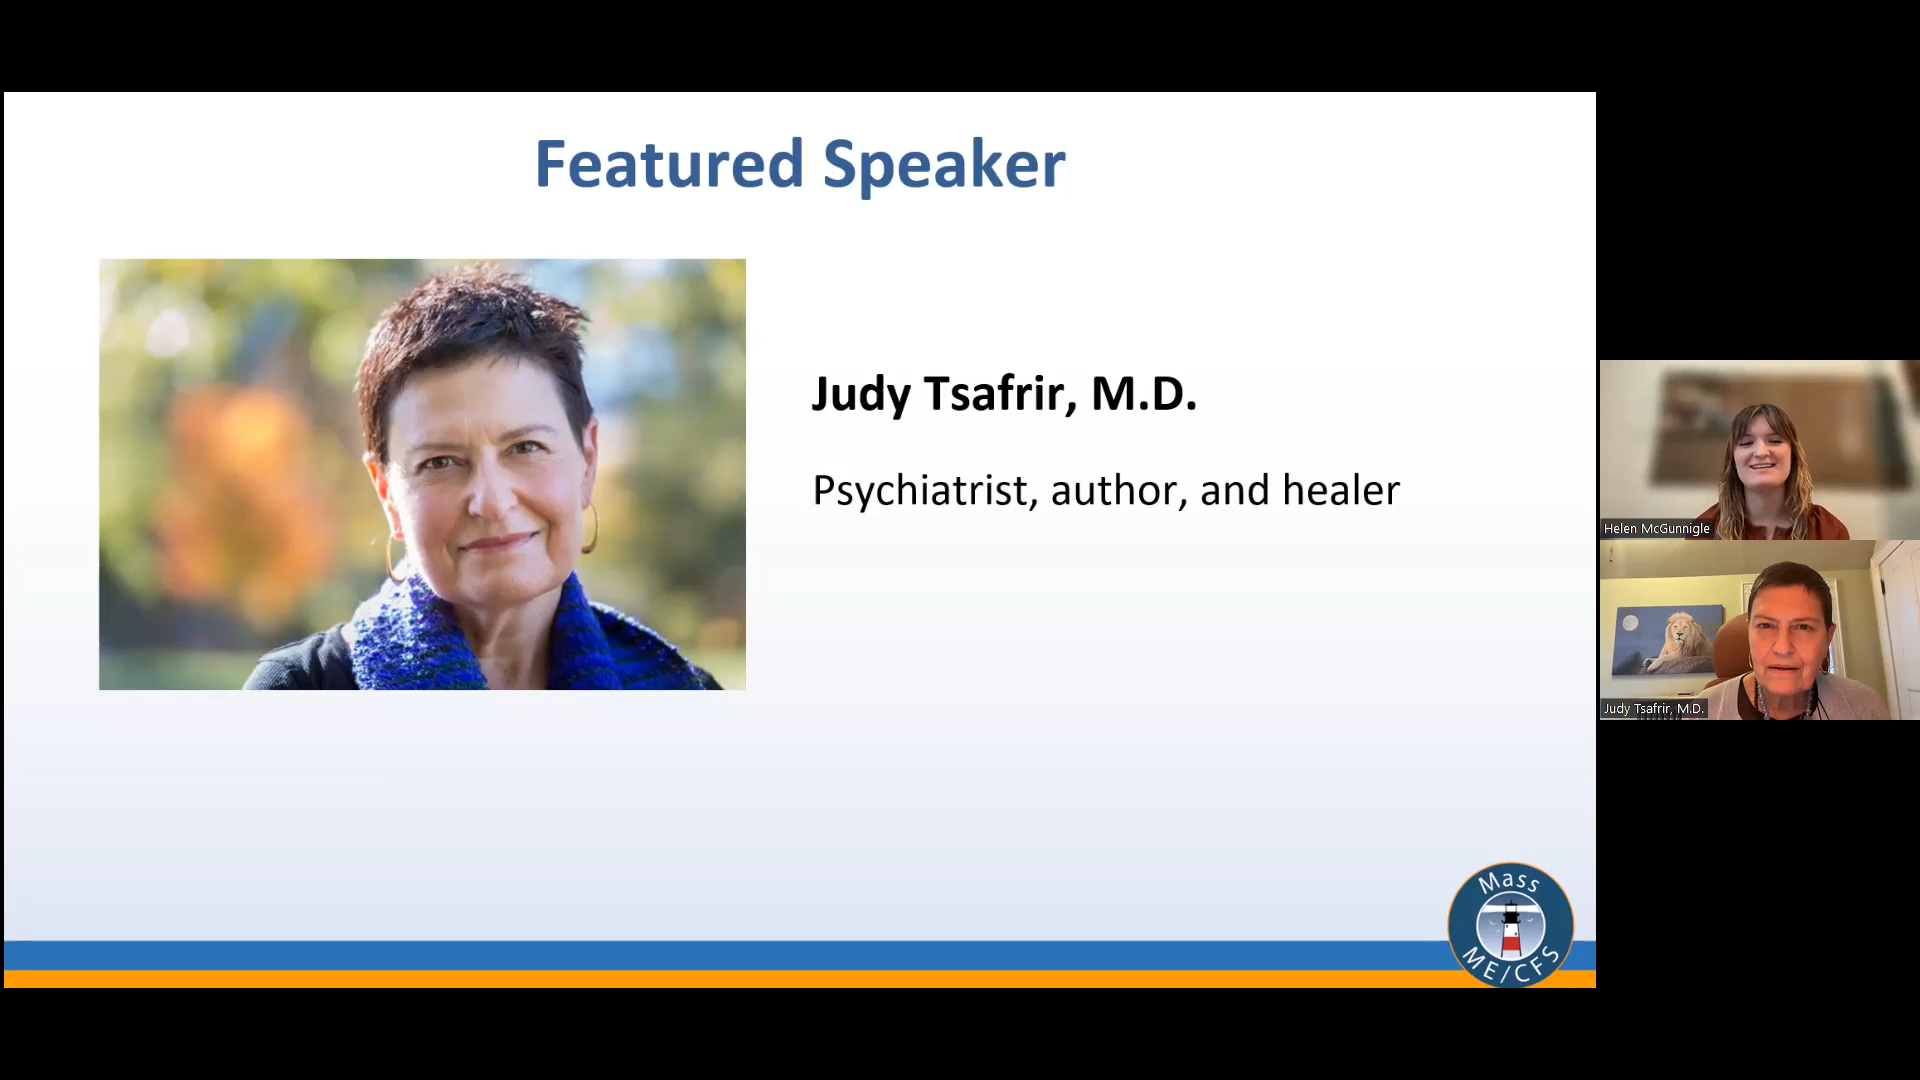 Featured Speaker
Judy Tsafrir, M.D.
Psychiatrist, author, and healer
Helen McGunnigle
Judy Tsafrir, M.D.
Mass
ME/CFS